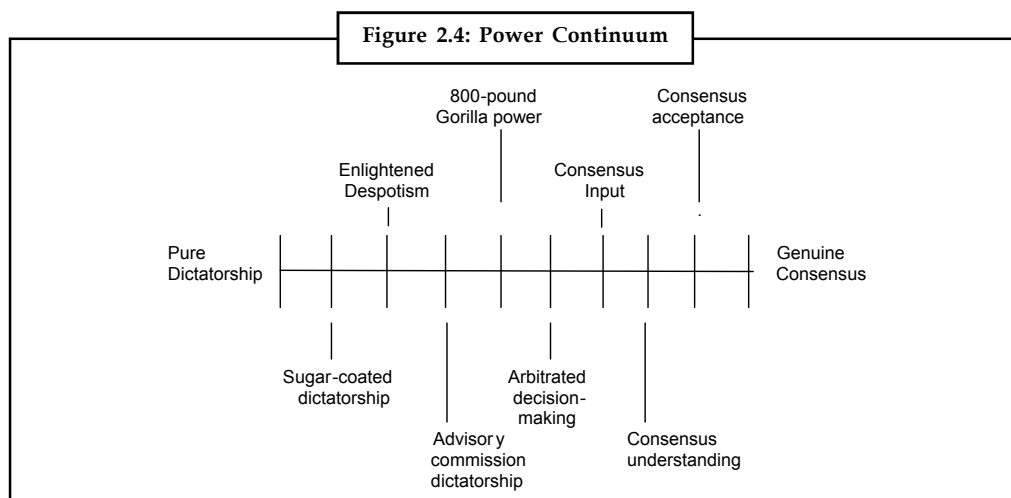 Figure 2.4: Power Continuum
800-pound
Gorilla power
Consensus
acceptance
Enlightened
Despotism
Consensus
Input
Pure
Dictatorship
Genuine
Consensus
Sugar-coated
dictatorship
Arbitrated
decision-
making
Advisory
commission
dictatorship
Consensus
understanding